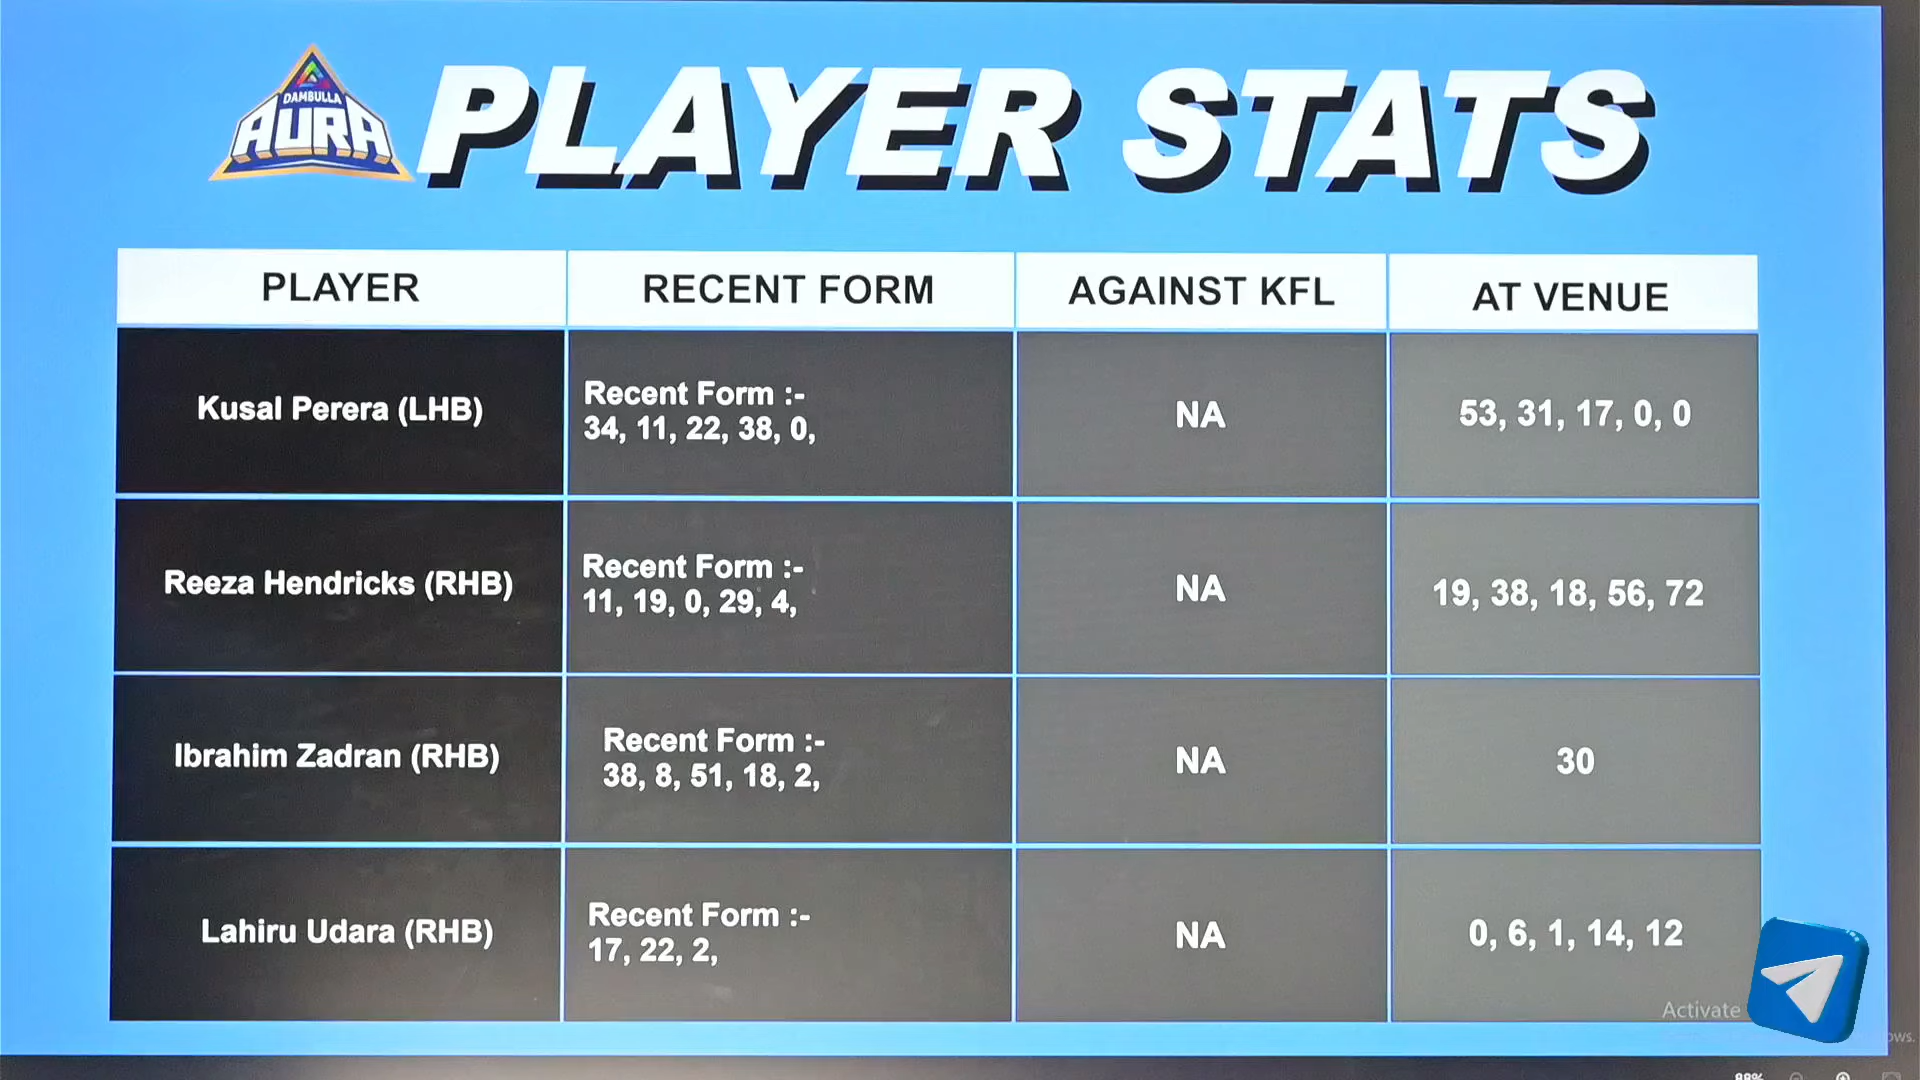 DAMBULLA
AURA
PLAYER STATS
PLAYER RECENT FORM AGAINST KFL AT VENUE
Kusal Perera (LHB)
Recent Form :-
34, 11, 22, 38, 0,
NA
53, 31, 17, 0, 0
Reeza Hendricks (RHB)
Recent Form :-
11, 19, 0, 29, 4,
NA
19, 38, 18, 56, 72
Ibrahim Zadran (RHB)
Recent Form :-
38, 8, 51, 18, 2,
NA
30
Lahiru Udara (RHB)
Recent Form :-
17, 22, 2,
NA
0, 6, 1, 14, 12
Activate
88%